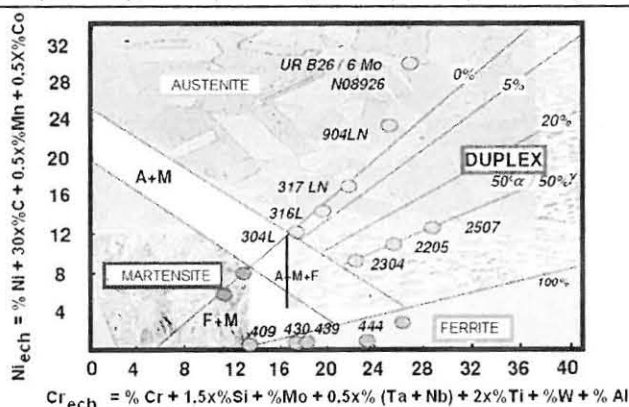 32
28
24
20
16
12
8
4
Ni ech = % Ni + 30x%C + 0.5x%Mn + 0.5X%Co
AUSTENITE
UR B26 / 6 Mo
N08926
0%
5%
904LN
20%
DUPLEX
50%α / 50%γ
A+M
317 LN
316L
304L
2507
2205
2304
MARTENSITE
A+M+F
100%
F+M
409
430
439
444
FERRITE
0 4 8 12 16 20 24 28 32 36 40
Cr ech = % Cr + 1.5x%Si + %Mo + 0.5x% (Ta + Nb) + 2x%Ti + %W + % Al